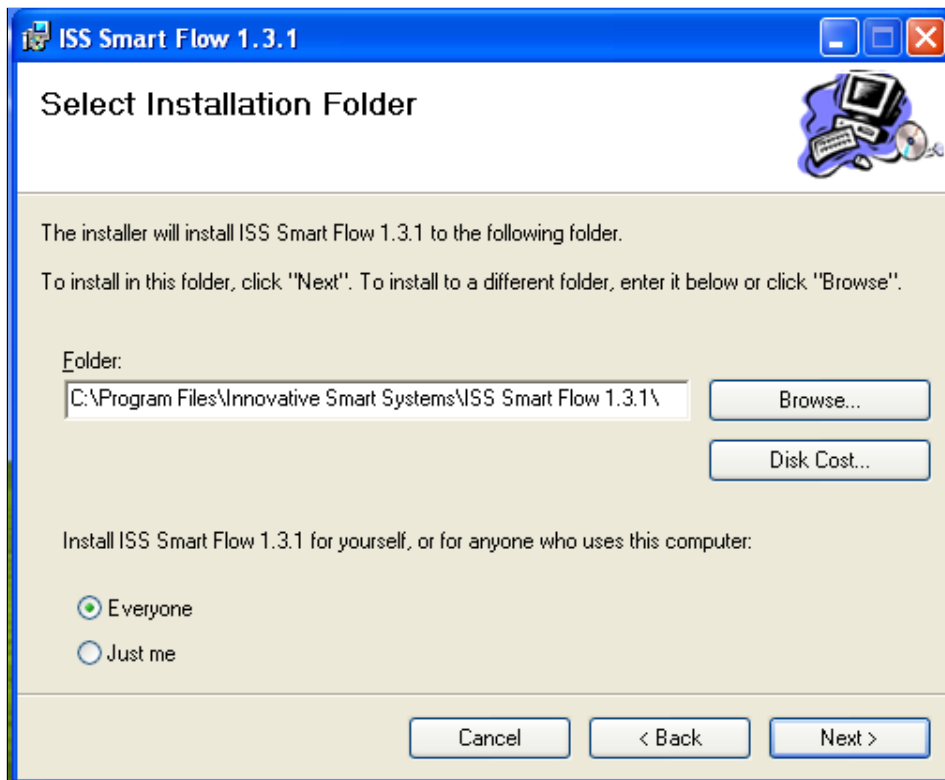 ISS Smart Flow 1.3.1
Select Installation Folder
The installer will install ISS Smart Flow 1.3.1 to the following folder.
To install in this folder, click "Next". To install to a different folder, enter it below or click "Browse".
Folder:
C:\Program Files\Innovative Smart Systems\ISS Smart Flow 1.3.1\
Browse...
Disk Cost...
Install ISS Smart Flow 1.3.1 for yourself, or for anyone who uses this computer:
Everyone
Just me
Cancel
< Back
Next >